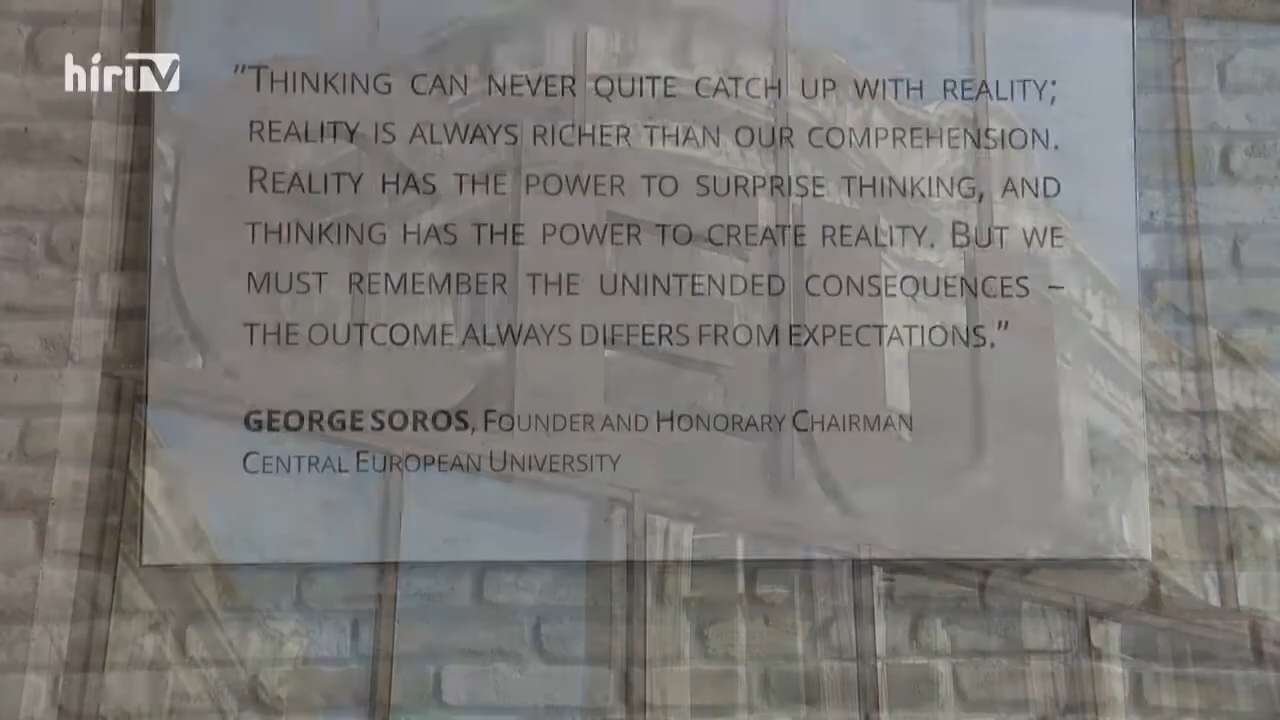 hírTV
"THINKING CAN NEVER QUITE CATCH UP WITH REALITY;
REALITY IS ALWAYS RICHER THAN OUR COMPREHENSION.
REALITY HAS THE POWER TO SURPRISE THINKING, AND
THINKING HAS THE POWER TO CREATE REALITY. BUT WE
MUST REMEMBER THE UNINTENDED CONSEQUENCES –
THE OUTCOME ALWAYS DIFFERS FROM EXPECTATIONS."
GEORGE SOROS, FOUNDER AND HONORARY CHAIRMAN
CENTRAL EUROPEAN UNIVERSITY
CEU